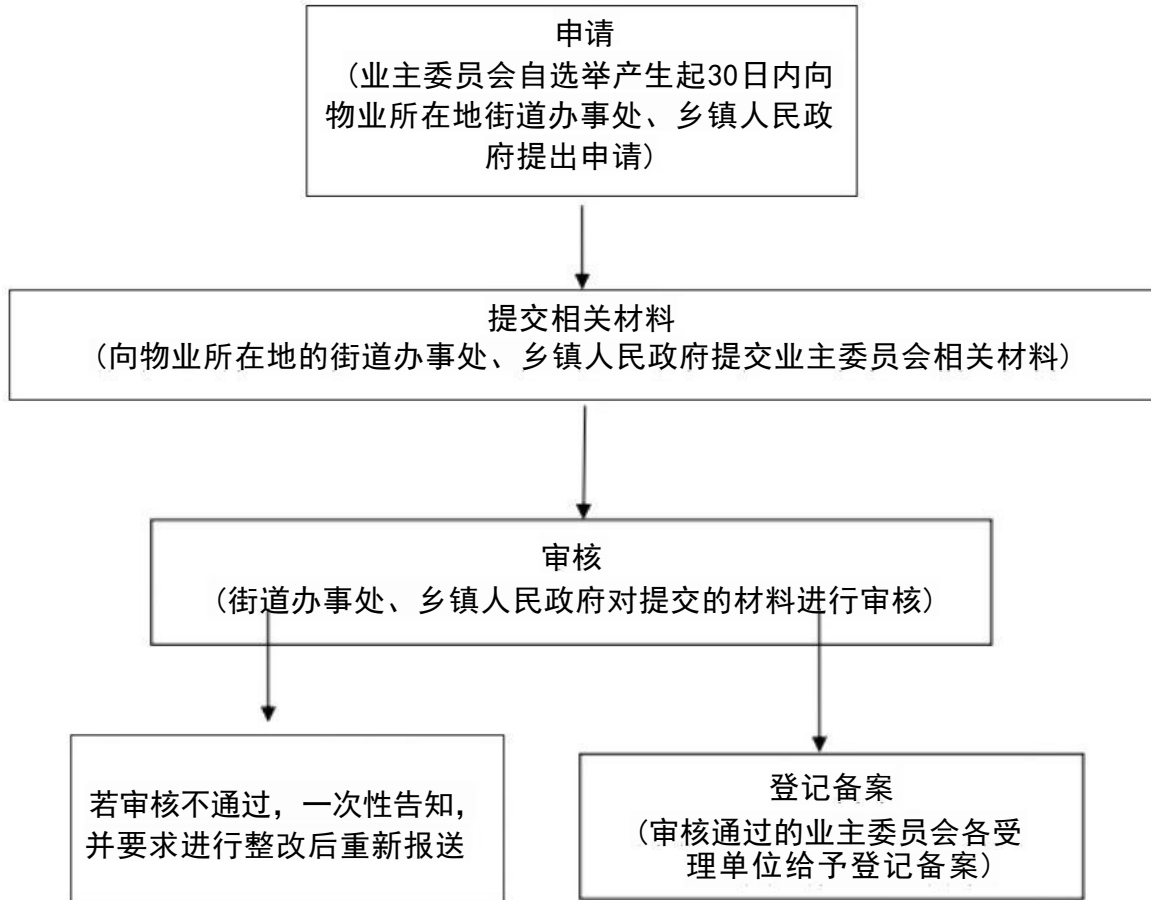 申请
（业主委员会自选举产生起30日内向
物业所在地街道办事处、乡镇人民政
府提出申请）
提交相关材料
（向物业所在地的街道办事处、乡镇人民政府提交业主委员会相关材料）
审核
（街道办事处、乡镇人民政府对提交的材料进行审核）
若审核不通过，一次性告知，
并要求进行整改后重新报送
登记备案
（审核通过的业主委员会各受
理单位给予登记备案）